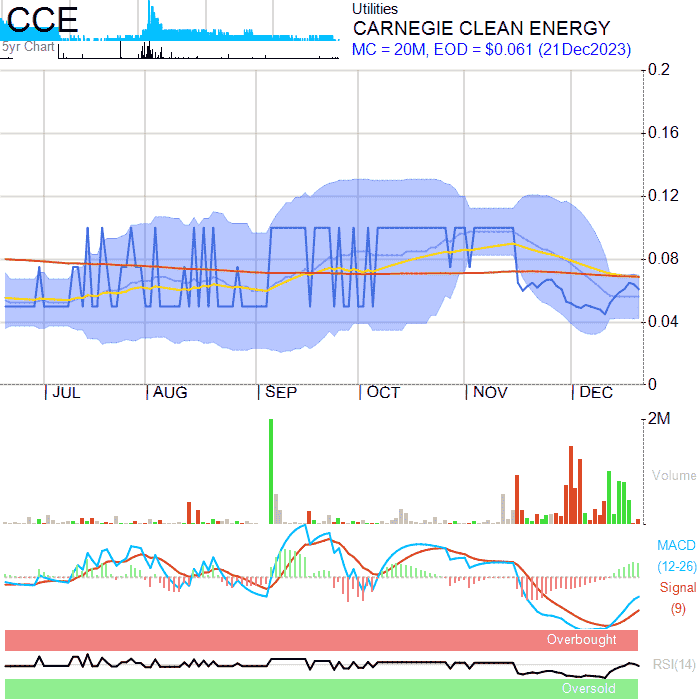 CCE
Utilities
CARNEGIE CLEAN ENERGY
5yr Chart
MC = 20M, EOD = $0.061 (21Dec2023)
0.2
0.16
0.12
0.08
0.04
0
JUL AUG SEP OCT NOV DEC
2M
Volume
MACD
(12-26)
Signal
(9)
Overbought
RSI(14)
Oversold